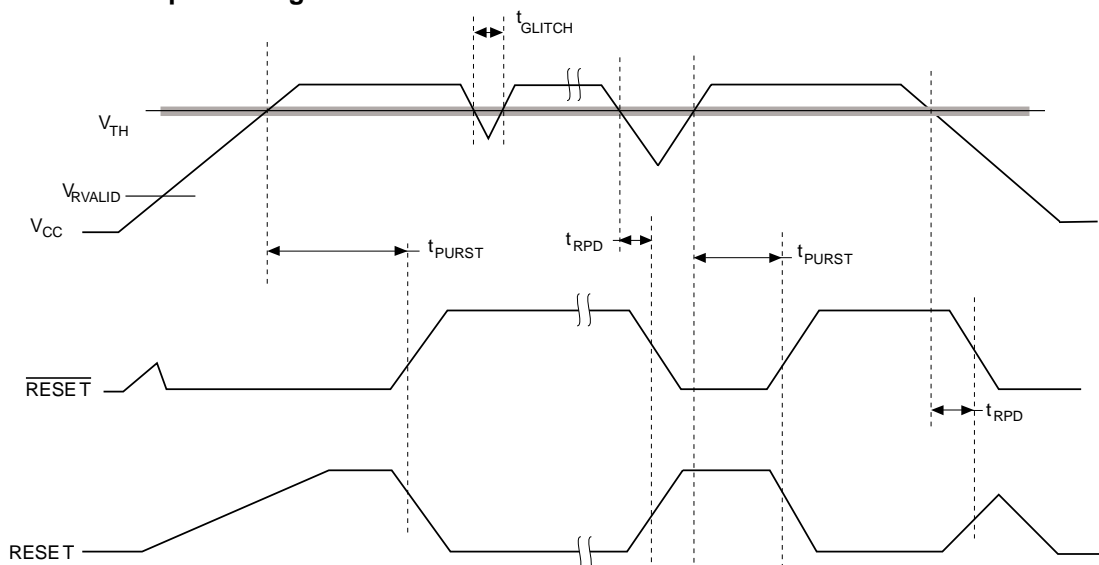 tGLITCH
VTH
VRVALID
VCC
tPURST
tRPD
tPURST
RESET
tRPD
RESET